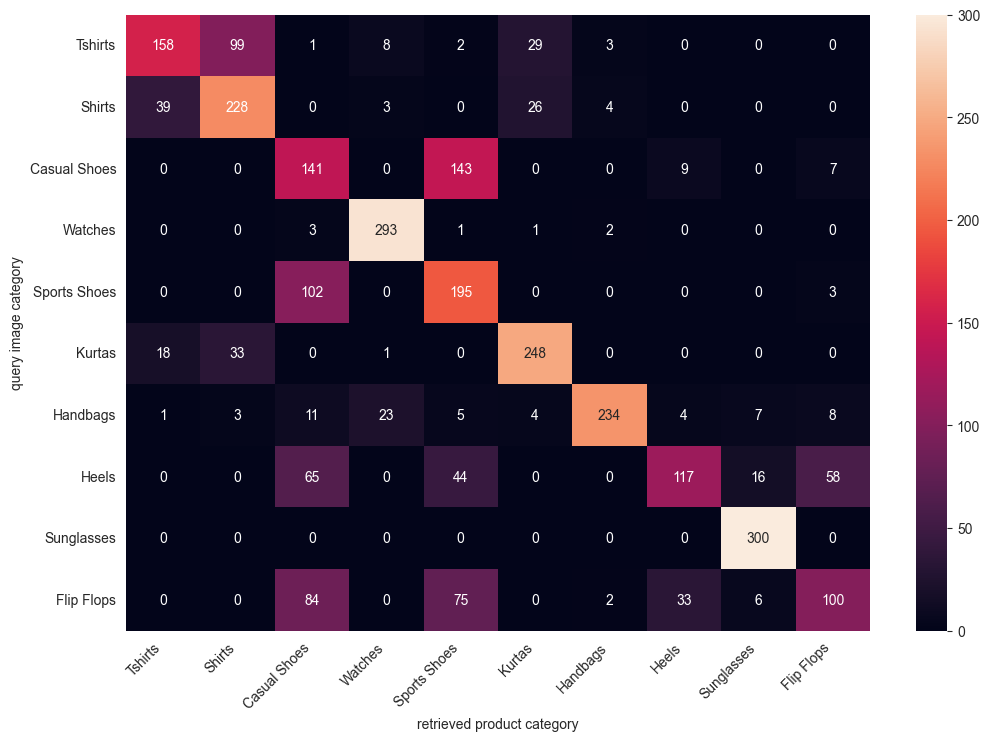 Tshirts 158 99 1 8 2 29 3 0 0 0
Shirts 39 228 0 3 0 26 4 0 0 0
Casual Shoes 0 0 141 0 143 0 0 9 0 7
Watches 0 0 3 293 1 1 2 0 0 0
Sports Shoes 0 0 102 0 195 0 0 0 0 3
Kurtas 18 33 0 1 0 248 0 0 0 0
Handbags 1 3 11 23 5 4 234 4 7 8
Heels 0 0 65 0 44 0 0 117 16 58
Sunglasses 0 0 0 0 0 0 0 0 300 0
Flip Flops 0 0 84 0 75 0 2 33 6 100
Tshirts Shirts Casual Shoes Watches Sports Shoes Kurtas Handbags Heels Sunglasses Flip Flops
retrieved product category
query image category
300
250
200
150
100
50
0